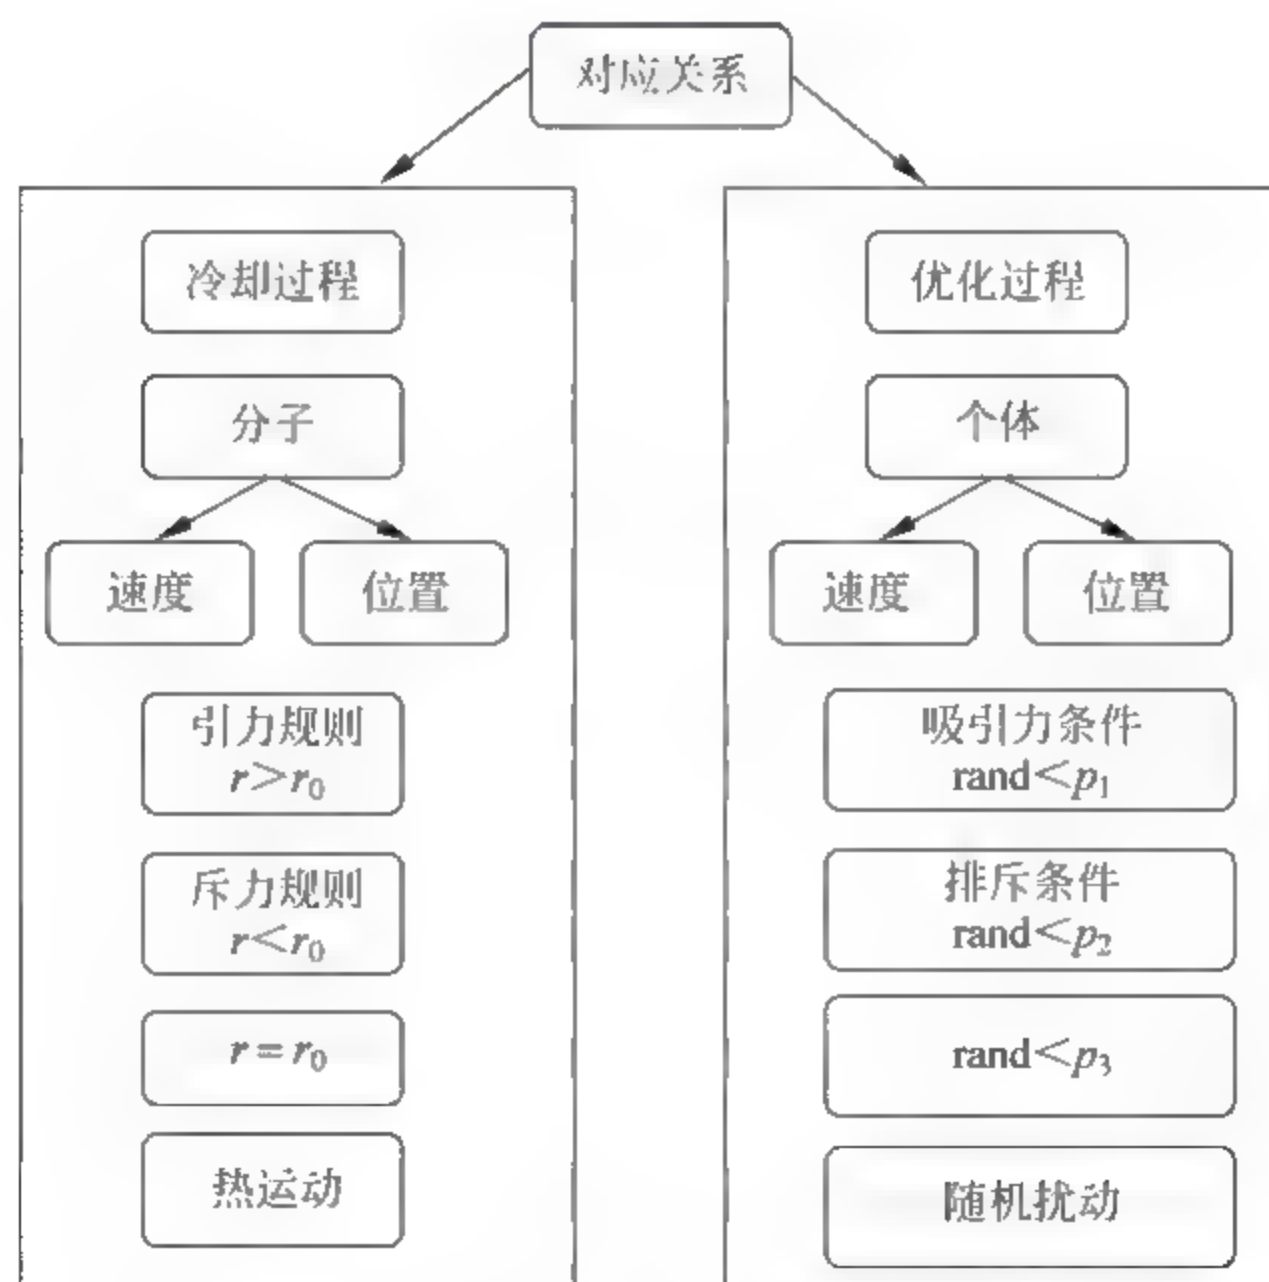 对应关系
冷却过程
分子
速度
位置
引力规则
r>r₀
斥力规则
r<r₀
r=r₀
热运动
优化过程
个体
速度
位置
吸引力条件
rand<p₁
排斥条件
rand<p₂
rand<p₃
随机扰动